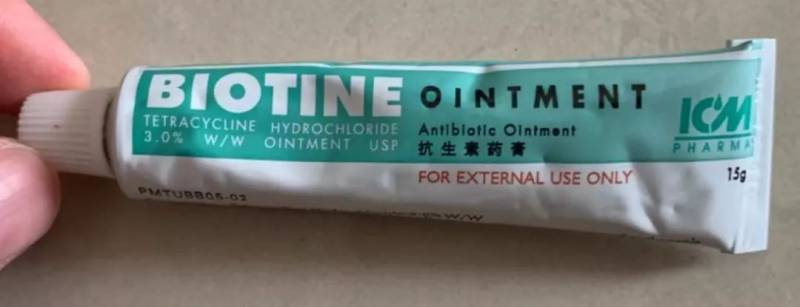 BIOTINE OINTMENT
TETRACYCLINE HYDROCHLORIDE
3.0% W/W OINTMENT USP
Antibiotic Ointment
抗生素药膏
FOR EXTERNAL USE ONLY
ICM
PHARMA
15g
PMTUBB05-02
W/W